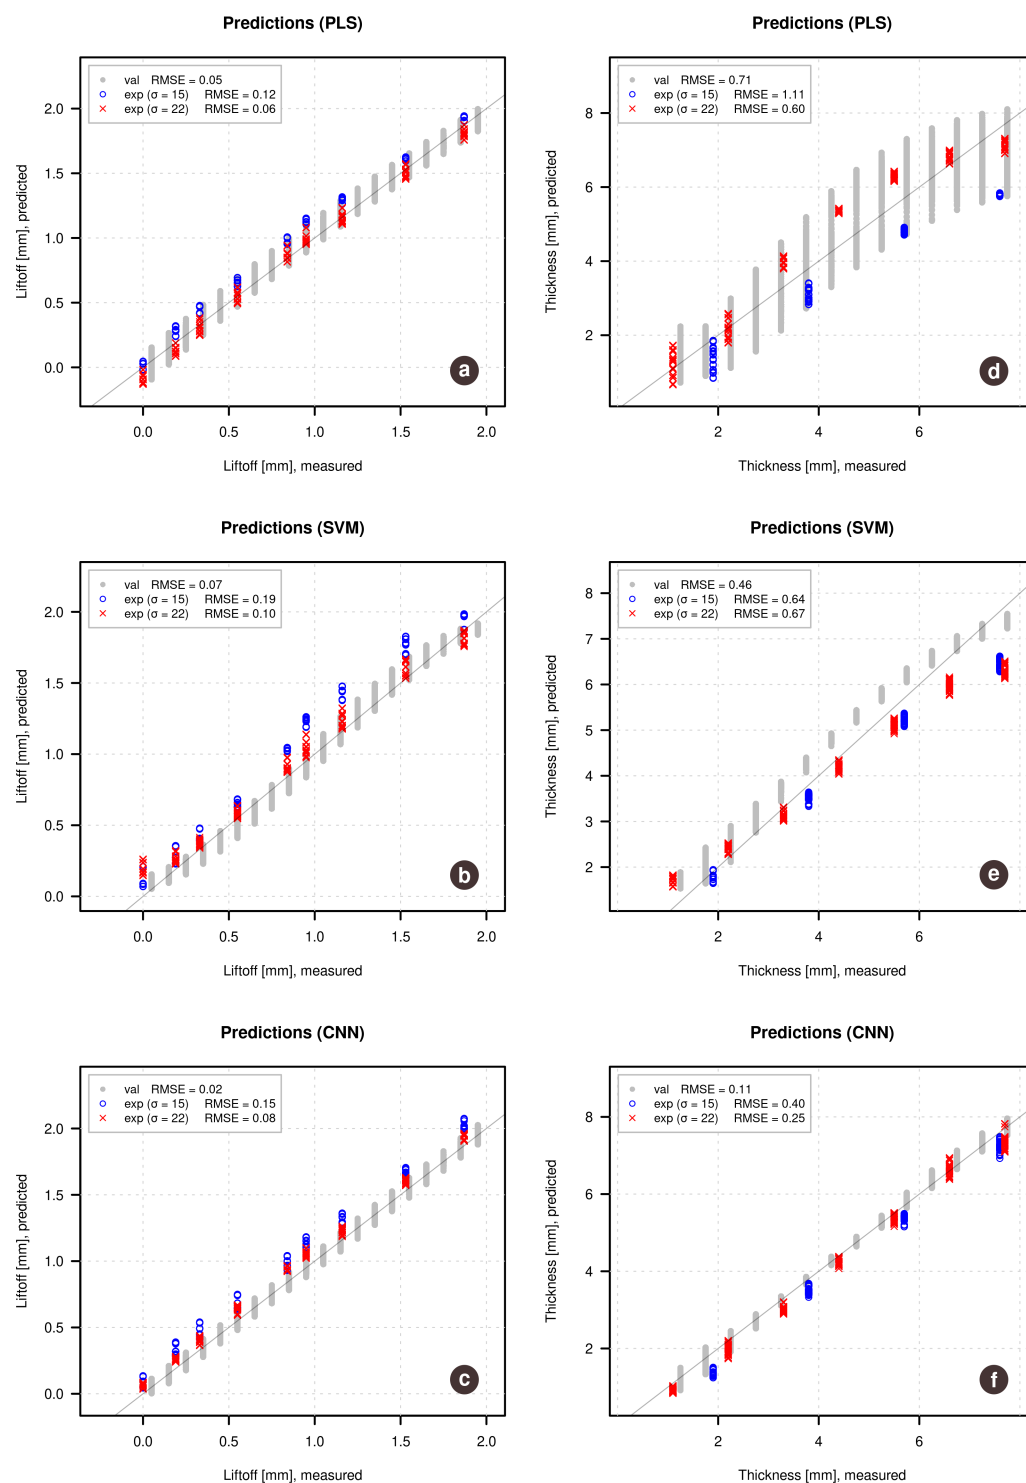 Predictions (PLS)
val RMSE = 0.05
exp (σ = 15) RMSE = 0.12
exp (σ = 22) RMSE = 0.06
2.0
1.5
1.0
0.5
0.0
Liftoff [mm], predicted
a
0.0 0.5 1.0 1.5 2.0
Liftoff [mm], measured
Predictions (PLS)
val RMSE = 0.71
exp (σ = 15) RMSE = 1.11
exp (σ = 22) RMSE = 0.60
8
6
4
2
Thickness [mm], predicted
d
2 4 6
Thickness [mm], measured
Predictions (SVM)
val RMSE = 0.07
exp (σ = 15) RMSE = 0.19
exp (σ = 22) RMSE = 0.10
2.0
1.5
1.0
0.5
0.0
Liftoff [mm], predicted
b
0.0 0.5 1.0 1.5 2.0
Liftoff [mm], measured
Predictions (SVM)
val RMSE = 0.46
exp (σ = 15) RMSE = 0.64
exp (σ = 22) RMSE = 0.67
8
7
6
5
4
3
2
Thickness [mm], predicted
e
2 4 6
Thickness [mm], measured
Predictions (CNN)
val RMSE = 0.02
exp (σ = 15) RMSE = 0.15
exp (σ = 22) RMSE = 0.08
2.0
1.5
1.0
0.5
0.0
Liftoff [mm], predicted
c
0.0 0.5 1.0 1.5 2.0
Liftoff [mm], measured
Predictions (CNN)
val RMSE = 0.11
exp (σ = 15) RMSE = 0.40
exp (σ = 22) RMSE = 0.25
8
6
4
2
Thickness [mm], predicted
f
2 4 6
Thickness [mm], measured